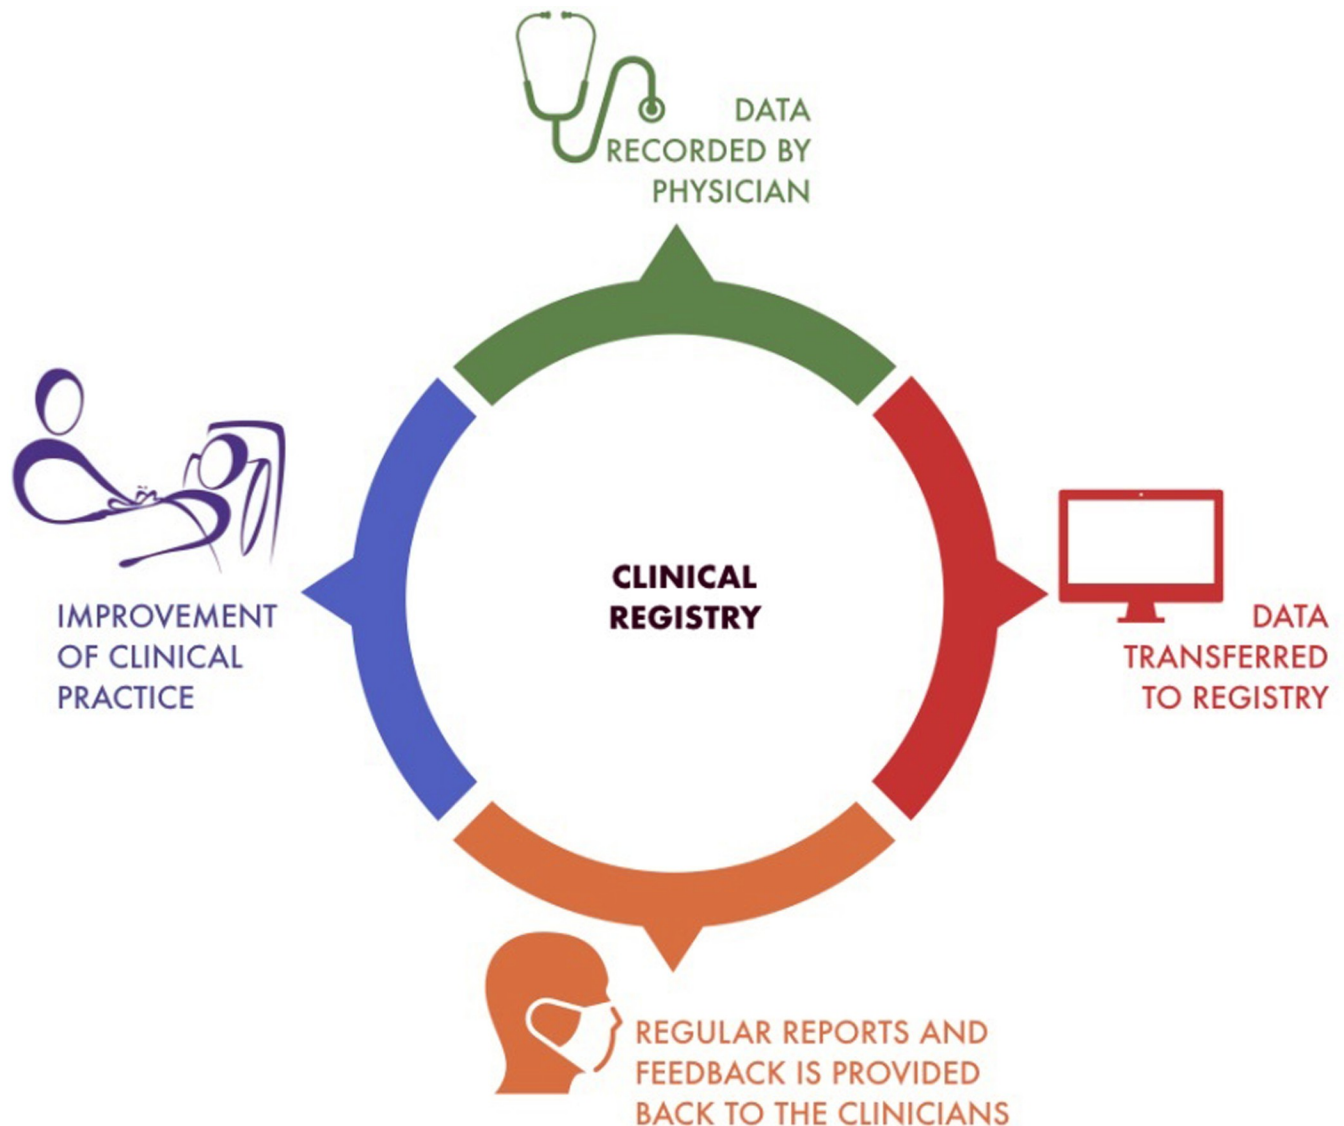 DATA
RECORDED BY
PHYSICIAN
CLINICAL
REGISTRY
DATA
TRANSFERRED
TO REGISTRY
REGULAR REPORTS AND
FEEDBACK IS PROVIDED
BACK TO THE CLINICIANS
IMPROVEMENT
OF CLINICAL
PRACTICE